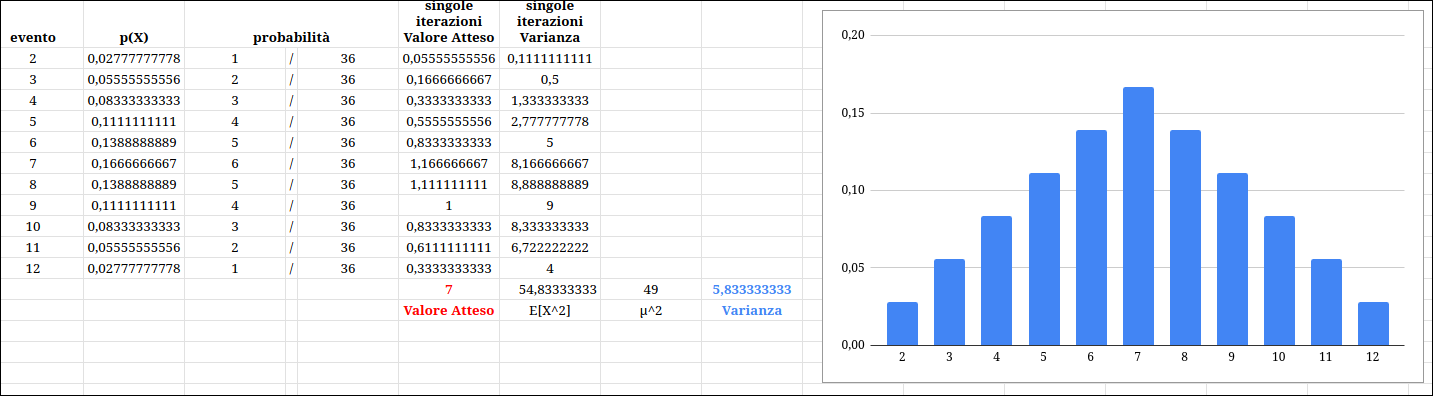 singole singole
iterazioni iterazioni
evento p(X) probabilità Valore Atteso Varianza
2 0,02777777778 1 / 36 0,05555555556 0,1111111111
3 0,05555555556 2 / 36 0,1666666667 0,5
4 0,08333333333 3 / 36 0,3333333333 1,333333333
5 0,1111111111 4 / 36 0,5555555556 2,777777778
6 0,1388888889 5 / 36 0,8333333333 5
7 0,1666666667 6 / 36 1,166666667 8,166666667
8 0,1388888889 5 / 36 1,111111111 8,888888889
9 0,1111111111 4 / 36 1 9
10 0,08333333333 3 / 36 0,8333333333 8,333333333
11 0,05555555556 2 / 36 0,6111111111 6,722222222
12 0,02777777778 1 / 36 0,3333333333 4
7 54,83333333 49 5,833333333
Valore Atteso E[X^2] μ^2 Varianza
0,20
0,15
0,10
0,05
0,00
2 3 4 5 6 7 8 9 10 11 12